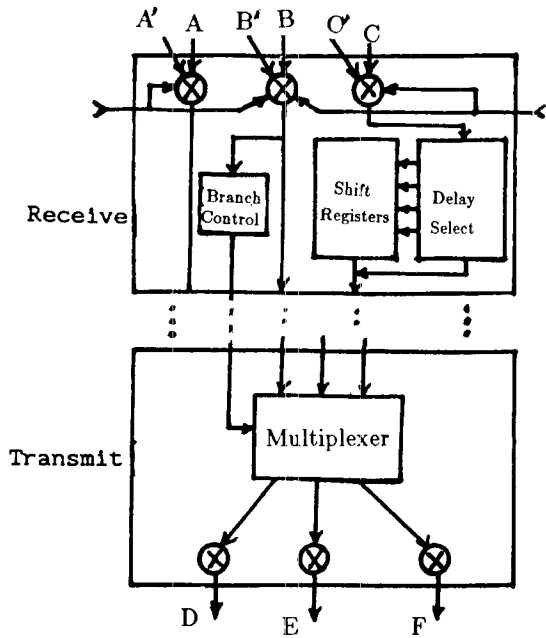 A' A B' B C' C
Branch
Control
Shift
Registers
Delay
Select
Receive
Multiplexer
Transmit
D E F